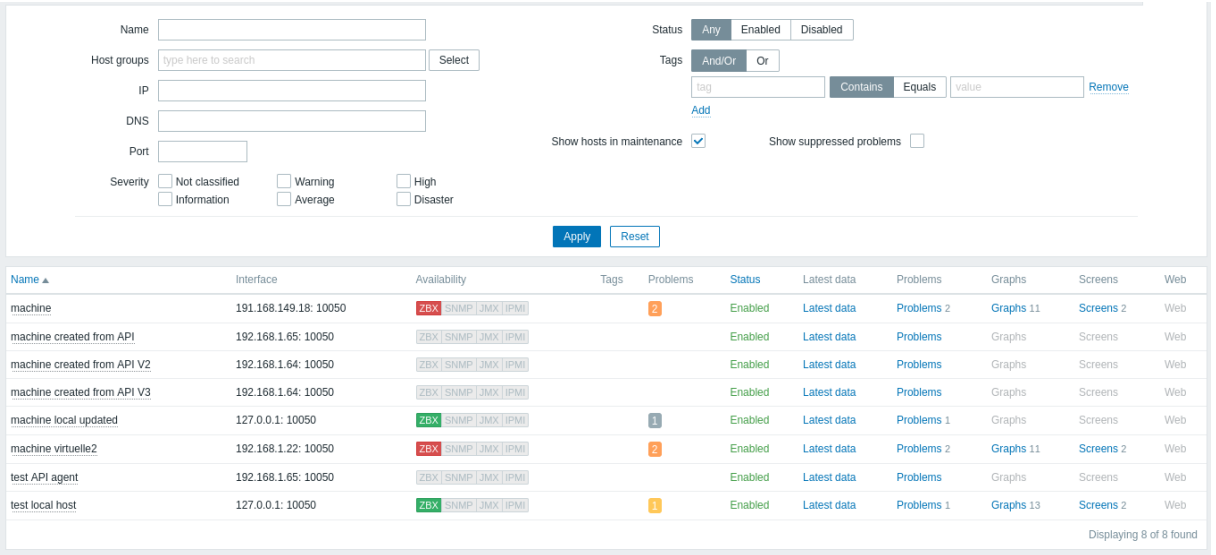 Name Status Any Enabled Disabled
Host groups type here to search Select Tags And/Or Or
IP tag Contains Equals value Remove
Add
DNS
Show hosts in maintenance Show suppressed problems
Port
Severity Not classified Warning High
Information Average Disaster
Apply Reset
Name Interface Availability Tags Problems Status Latest data Problems Graphs Screens Web
machine 191.168.149.18: 10050 ZBX SNMP JMX IPMI 2 Enabled Latest data Problems 2 Graphs 11 Screens 2 Web
machine created from API 192.168.1.65: 10050 ZBX SNMP JMX IPMI Enabled Latest data Problems Graphs Screens Web
machine created from API V2 192.168.1.64: 10050 ZBX SNMP JMX IPMI Enabled Latest data Problems Graphs Screens Web
machine created from API V3 192.168.1.64: 10050 ZBX SNMP JMX IPMI Enabled Latest data Problems Graphs Screens Web
machine local updated 127.0.0.1: 10050 ZBX SNMP JMX IPMI 1 Enabled Latest data Problems 1 Graphs Screens Web
machine virtuelle2 192.168.1.22: 10050 ZBX SNMP JMX IPMI 2 Enabled Latest data Problems 2 Graphs 11 Screens 2 Web
test API agent 192.168.1.65: 10050 ZBX SNMP JMX IPMI Enabled Latest data Problems Graphs Screens Web
test local host 127.0.0.1: 10050 ZBX SNMP JMX IPMI 1 Enabled Latest data Problems 1 Graphs 13 Screens 2 Web
Displaying 8 of 8 found